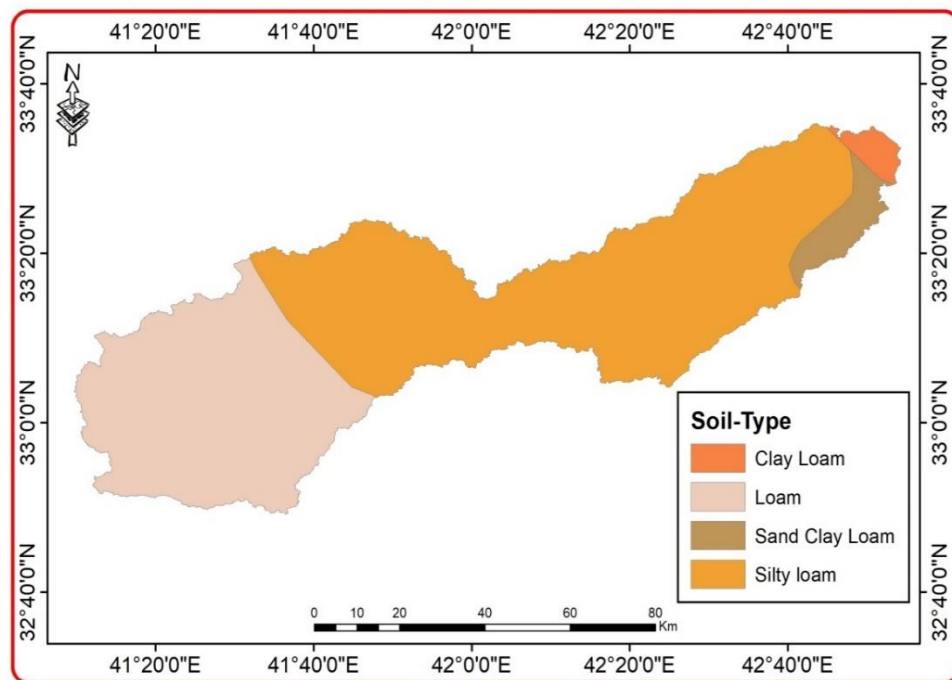 41°20'0"E 41°40'0"E 42°0'0"E 42°20'0"E 42°40'0"E
N
33°40'0"N 33°40'0"N
33°20'0"N 33°20'0"N
33°0'0"N 33°0'0"N
32°40'0"N 32°40'0"N
Soil-Type
Clay Loam
Loam
Sand Clay Loam
Silty loam
0 10 20 40 60 80
Km
41°20'0"E 41°40'0"E 42°0'0"E 42°20'0"E 42°40'0"E